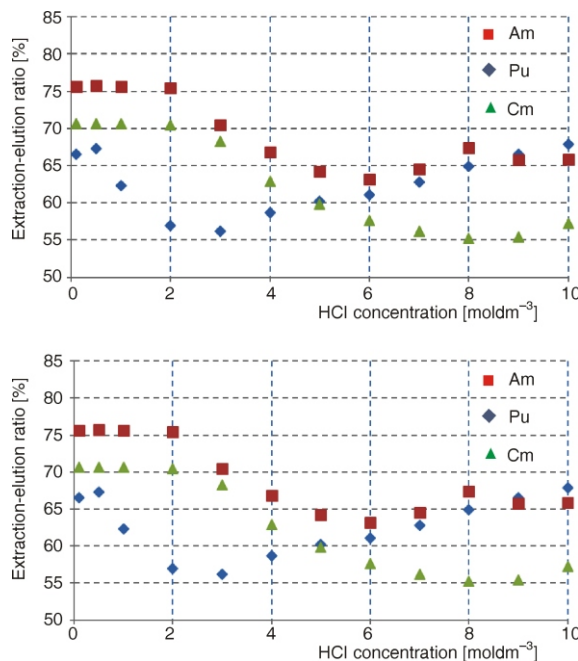 85
80
75
70
65
60
55
50
Extraction-elution ratio [%]
Am
Pu
Cm
0 2 4 6 8 10
HCl concentration [moldm⁻³]
85
80
75
70
65
60
55
50
Extraction-elution ratio [%]
Am
Pu
Cm
0 2 4 6 8 10
HCl concentration [moldm⁻³]